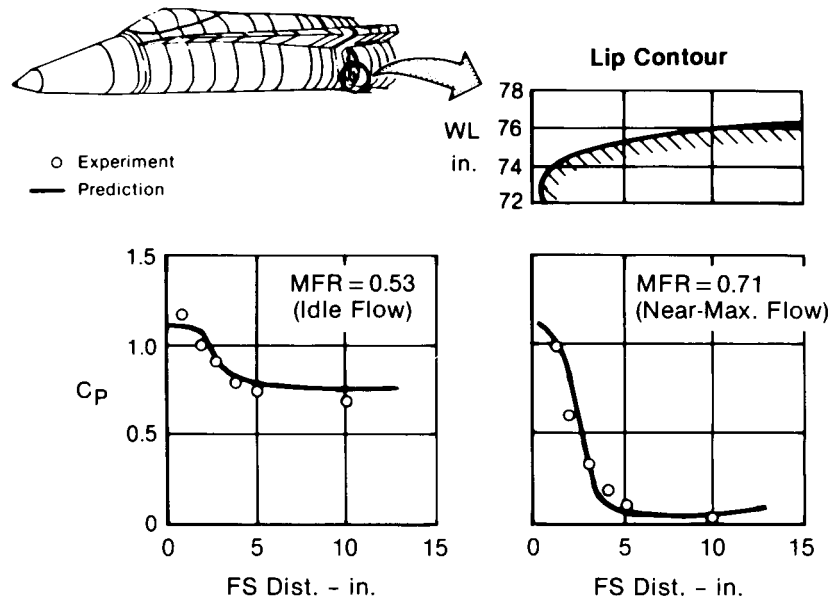 Lip Contour
78
WL
76
in.
74
72
Experiment
Prediction
1.5
MFR = 0.53
(Idle Flow)
1.0
CP
0.5
0
0 5 10 15
FS Dist. – in.
MFR = 0.71
(Near-Max. Flow)
0 5 10 15
FS Dist. – in.